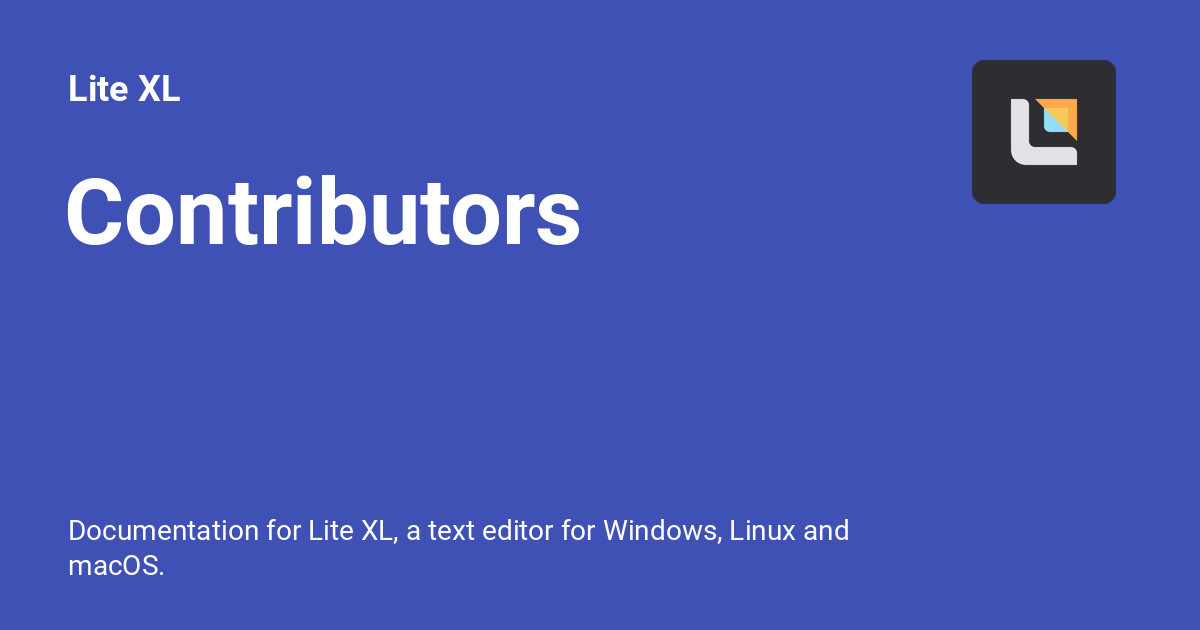 Lite XL
Contributors
Documentation for Lite XL, a text editor for Windows, Linux and
macOS.